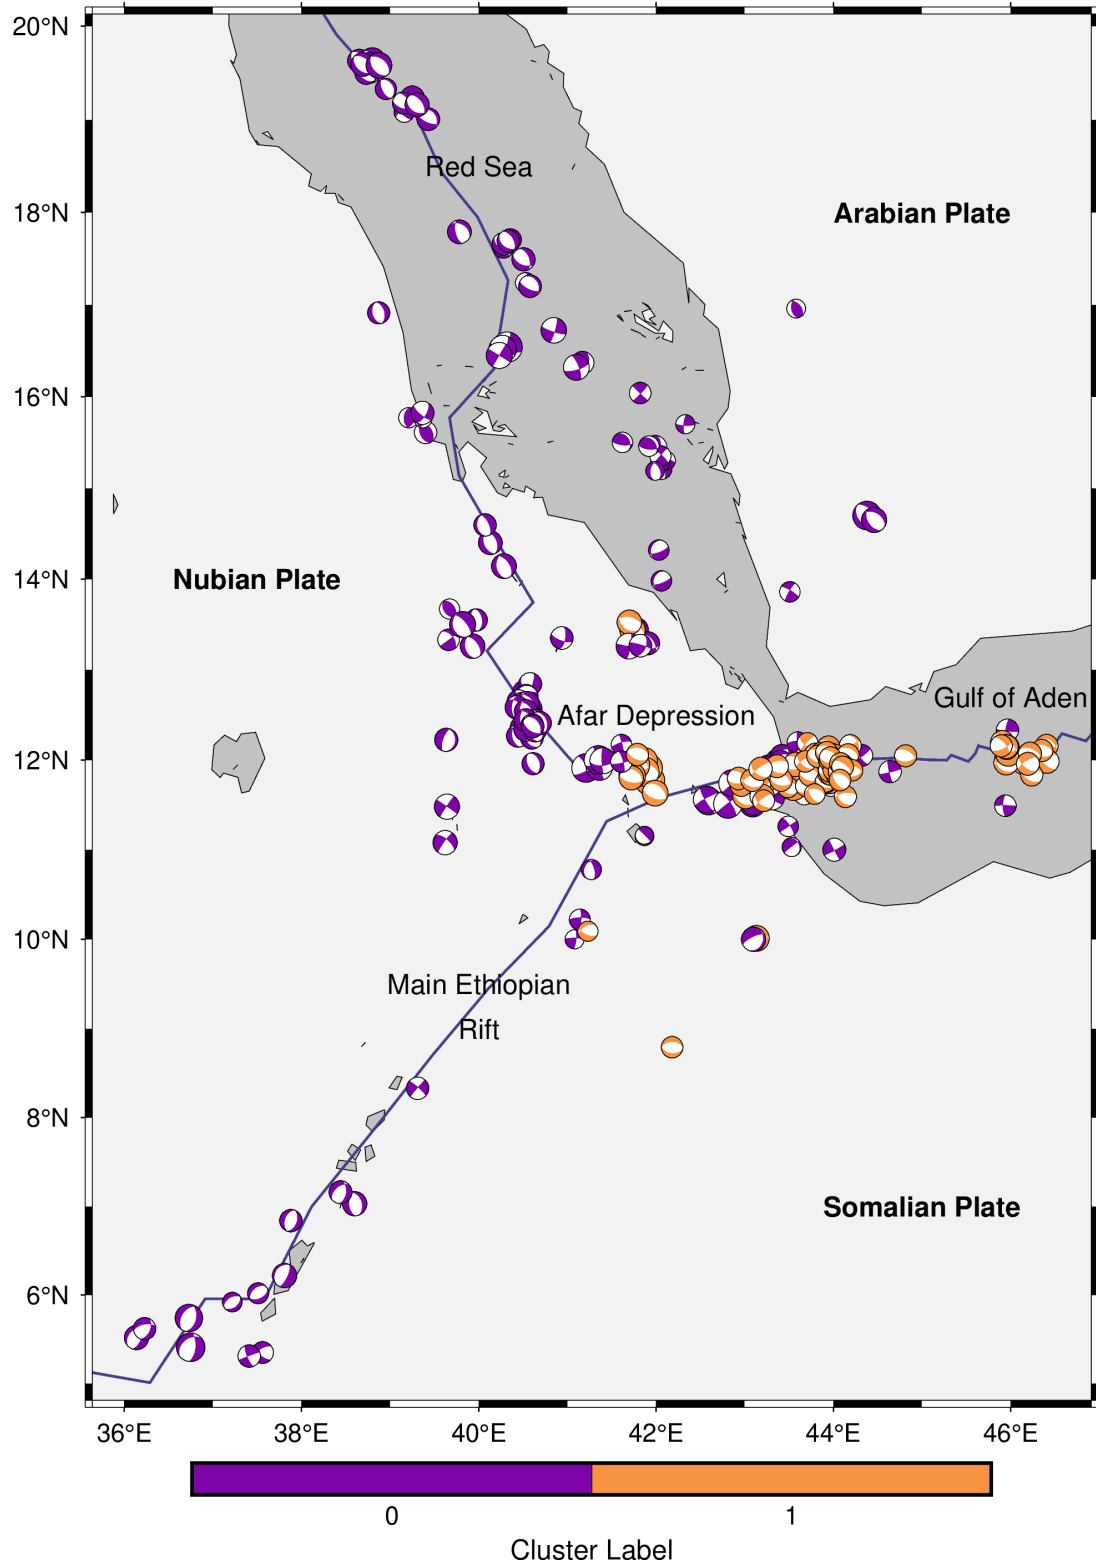 20°N
18°N
16°N
14°N
12°N
10°N
8°N
6°N
Red Sea
Arabian Plate
Nubian Plate
Gulf of Aden
Afar Depression
Main Ethiopian
Rift
Somalian Plate
36°E 38°E 40°E 42°E 44°E 46°E
0 1
Cluster Label